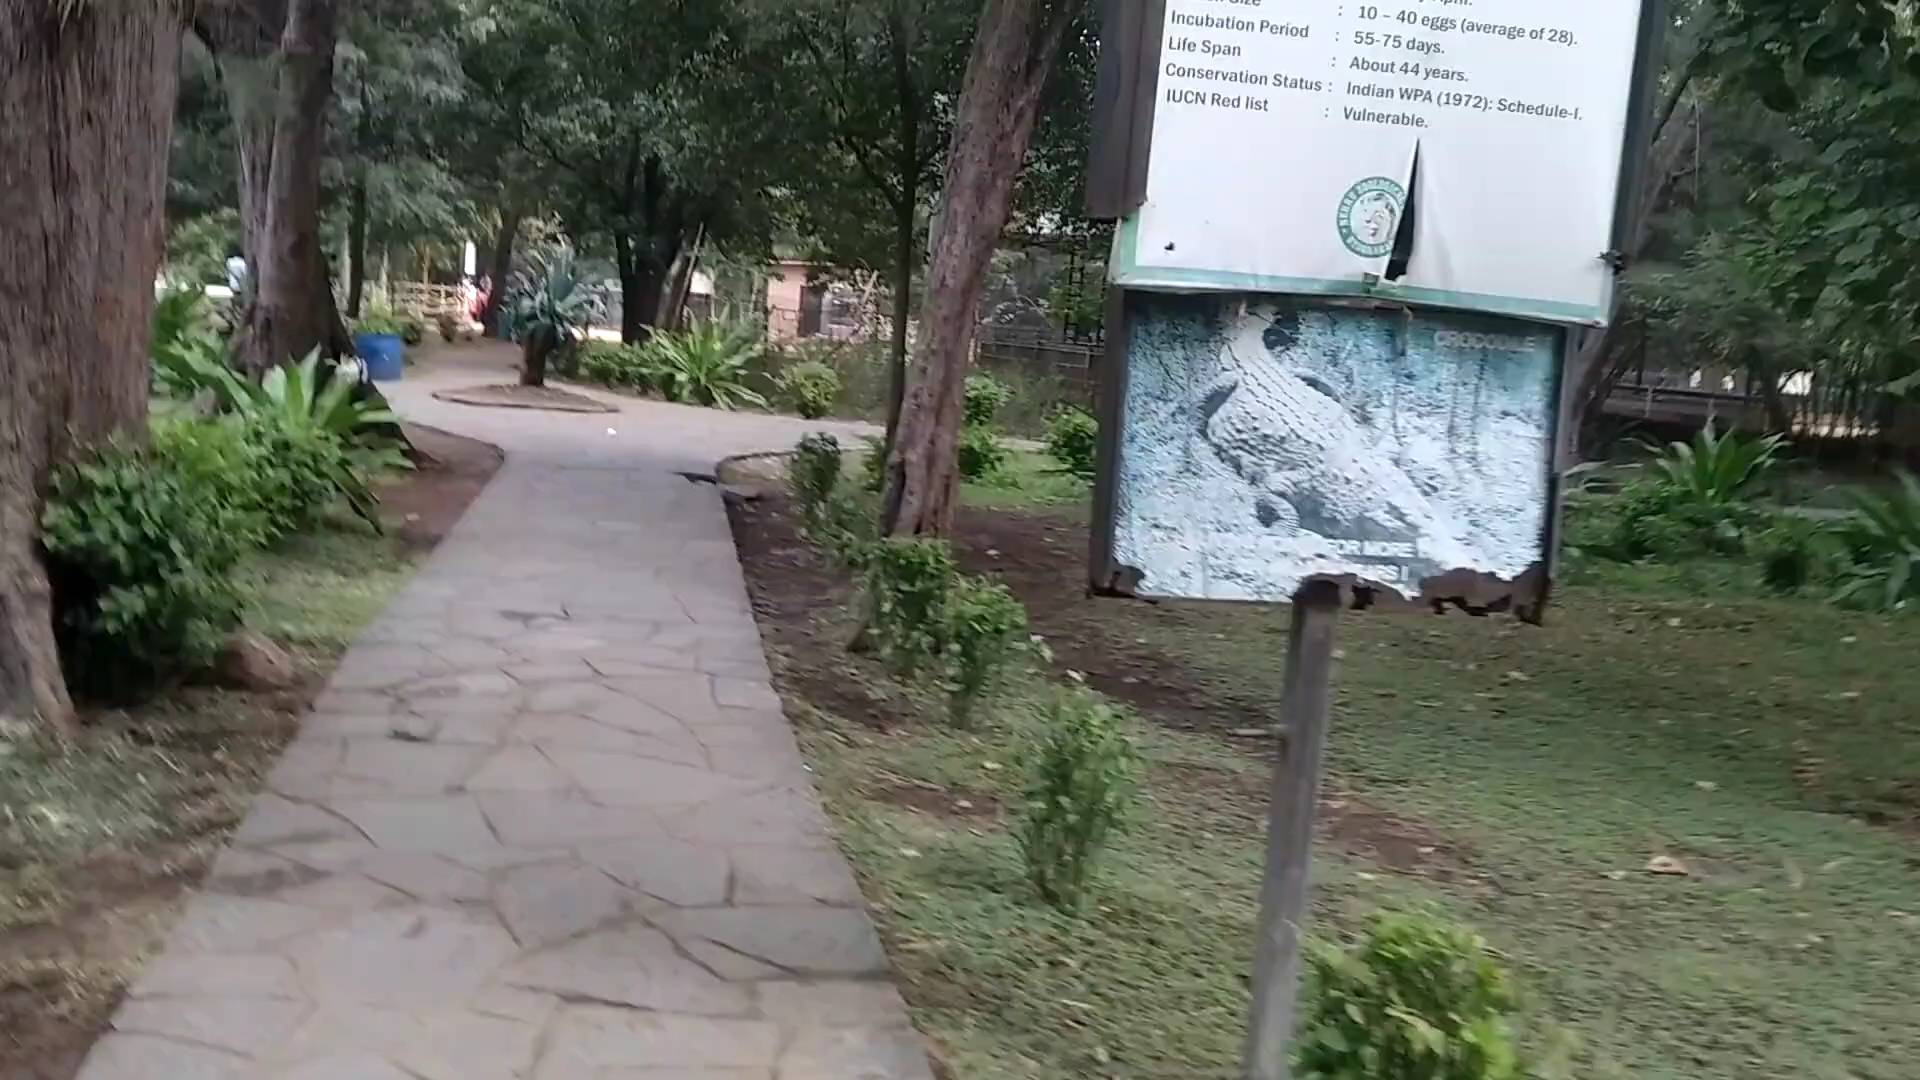 Size
: 10 – 40 eggs (average of 28).
Incubation Period : 55-75 days.
Life Span : About 44 years.
Conservation Status : Indian WPA (1972): Schedule-I.
IUCN Red list : Vulnerable.
CROCODILE